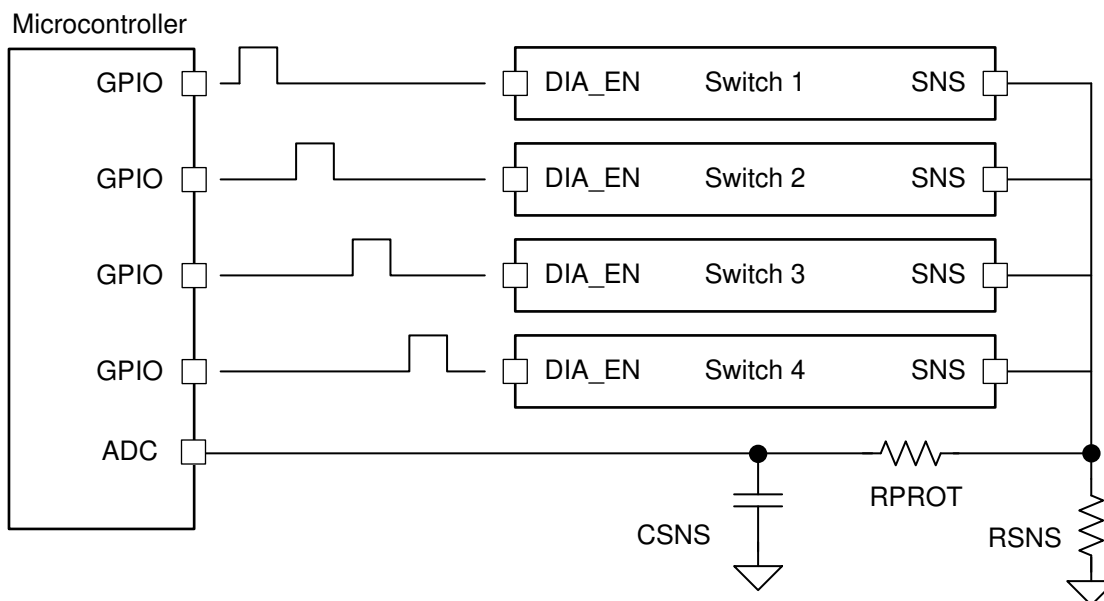 Microcontroller
GPIO DIA_EN Switch 1 SNS
GPIO DIA_EN Switch 2 SNS
GPIO DIA_EN Switch 3 SNS
GPIO DIA_EN Switch 4 SNS
ADC
RPROT
CSNS
RSNS